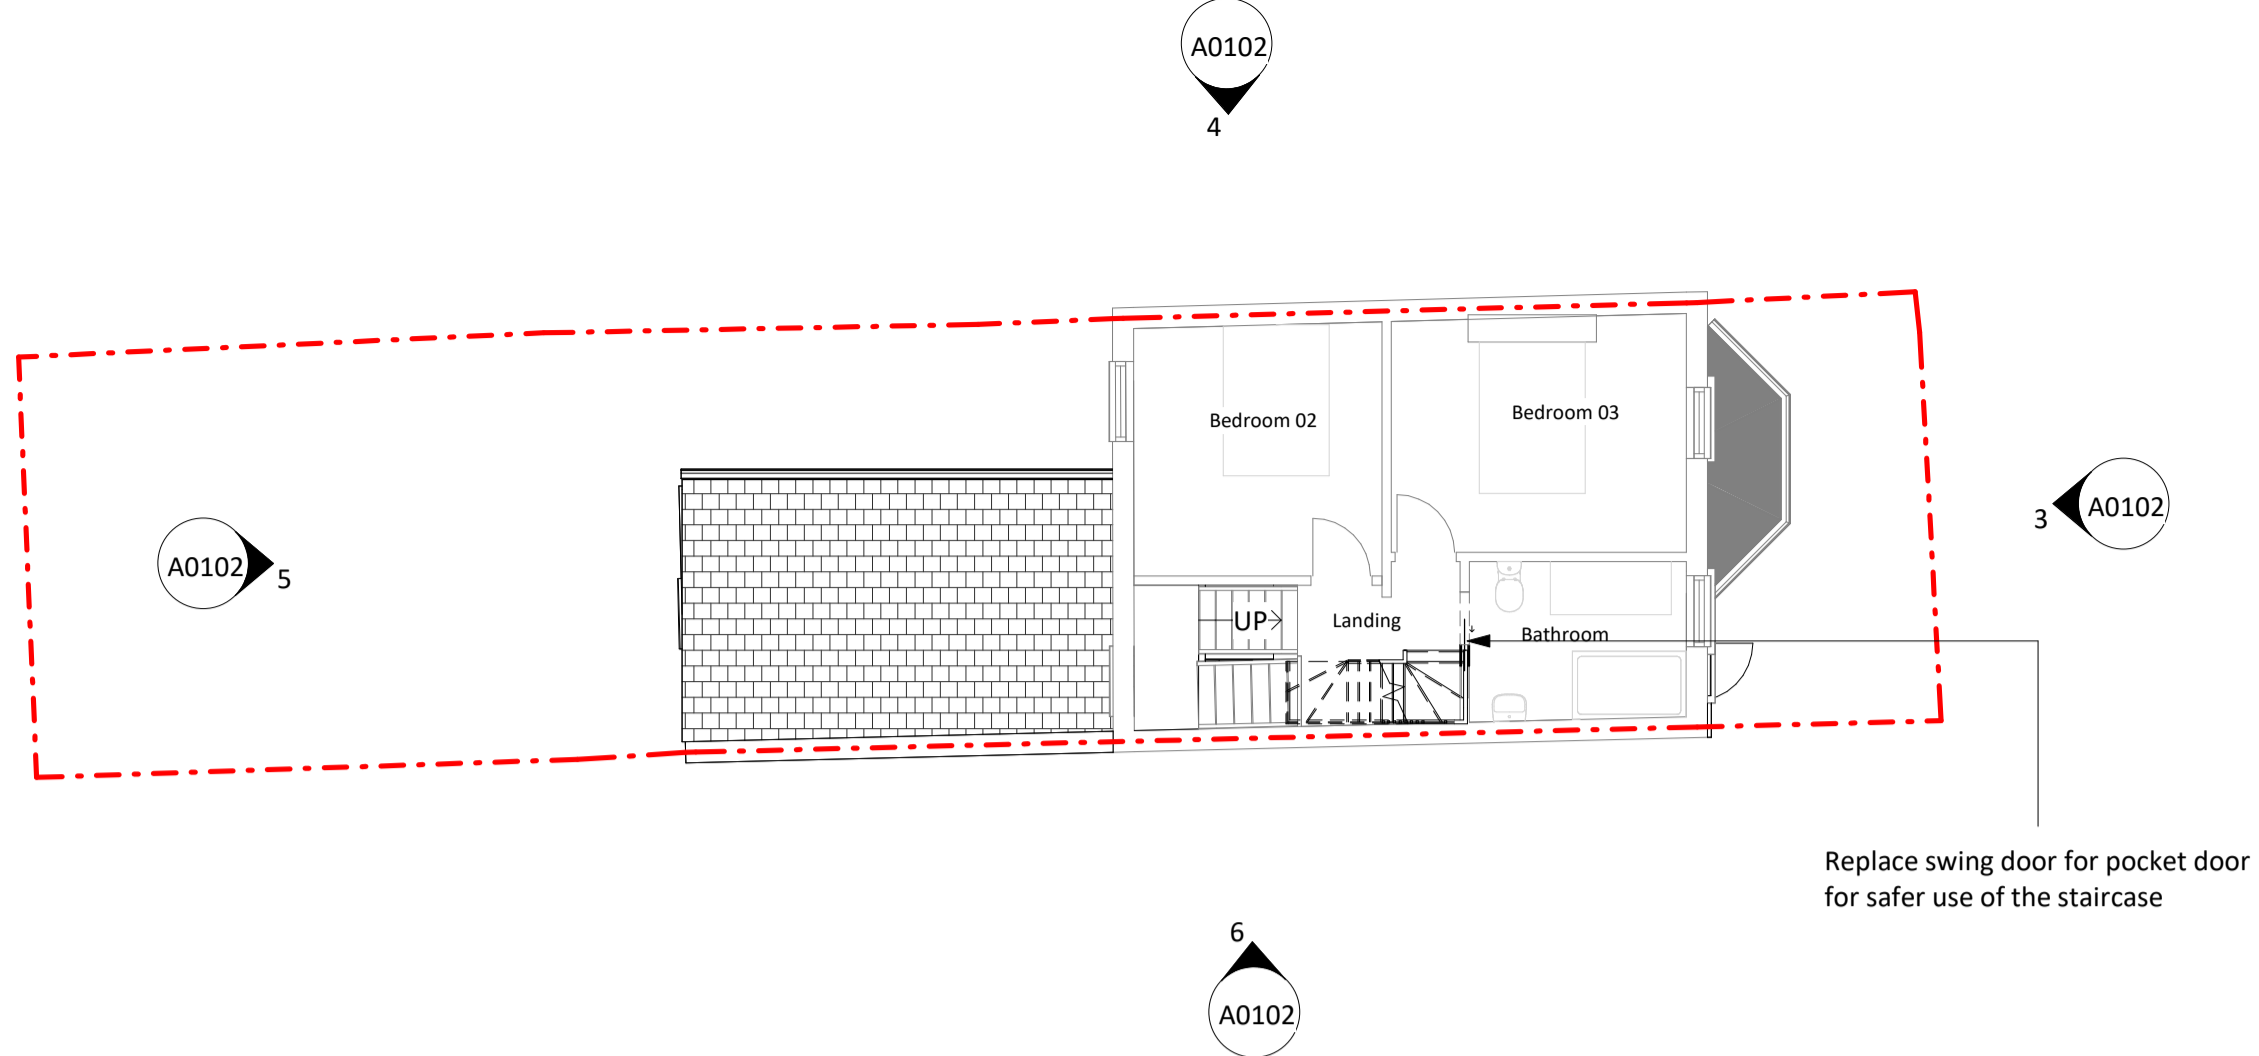 A0102
4
Bedroom 02
Bedroom 03
A0102
5
3
A0102
UP
Landing
Bathroom
Replace swing door for pocket door
for safer use of the staircase
6
A0102